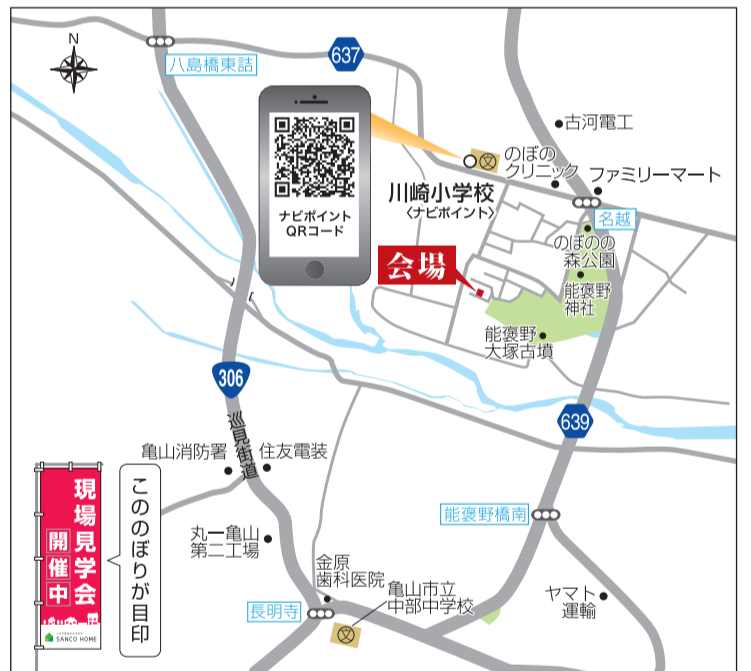 N
八島橋東詰
637
古河電工
のぼの
クリニック
ファミリーマート
川崎小学校
〈ナビポイント〉
ナビポイント
QRコード
名越
のぼのの
森公園
会場
能褒野
神社
能褒野
大塚古墳
306
巡見街道
639
亀山消防署
住友電装
能褒野橋南
丸一亀山
第二工場
金原
歯科医院
亀山市立
中部中学校
長明寺
ヤマト
運輸
現場見学会
開催中
SANCO HOME
こののぼりが目印